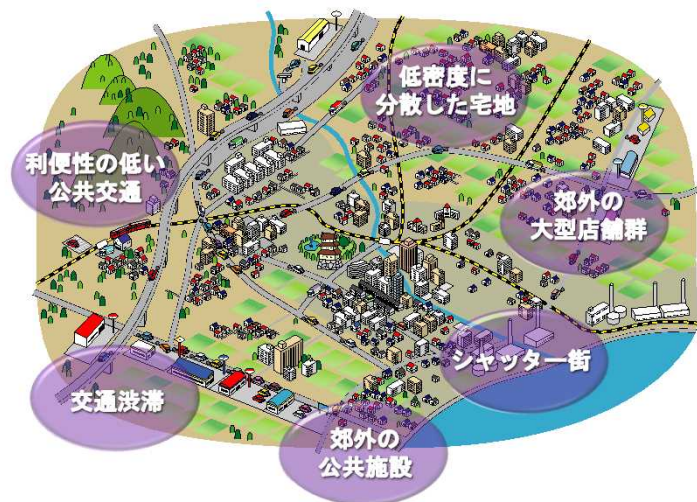 低密度に
分散した宅地
利便性の低い
公共交通
郊外の
大型店舗群
シャッター街
交通渋滞
郊外の
公共施設